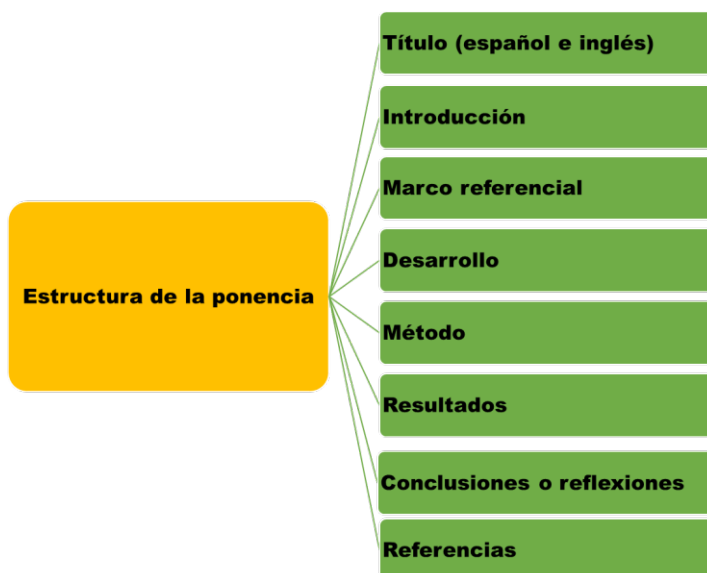 Título (español e inglés)
Introducción
Marco referencial
Desarrollo
Estructura de la ponencia
Método
Resultados
Conclusiones o reflexiones
Referencias